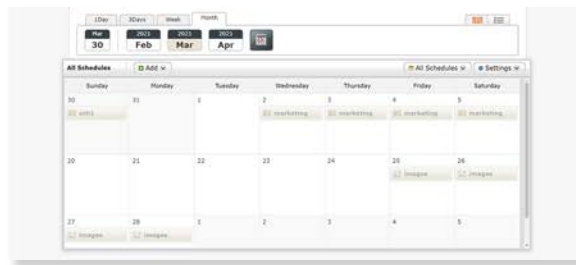 1Day 3Days Week Month
Mar 30
2021 Feb
2021 Mar
2021 Apr
All Schedules Add All Schedules Settings
Sunday Monday Tuesday Wednesday Thursday Friday Saturday
30 31 1 2 3 4 5
marketing marketing marketing marketing
20 21 22 23 24 25 26
images images
27 28 1 2 3 4 5
images images